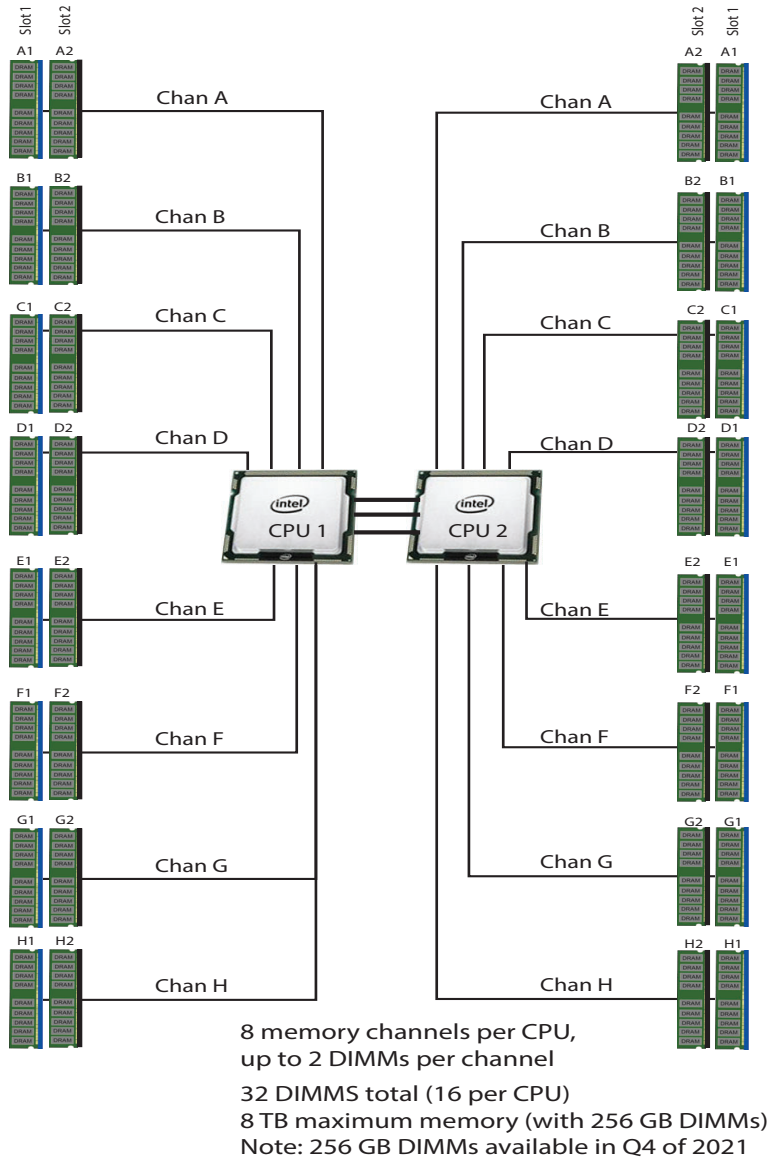 Slot 1 Slot 2
Slot 2 Slot 1
A1 A2
Chan A
A2 A1
Chan A
DRAM
B1 B2
Chan B
B2 B1
Chan B
C1 C2
Chan C
C2 C1
Chan C
D1 D2
Chan D
D2 D1
Chan D
intel
CPU 1
intel
CPU 2
E1 E2
Chan E
E2 E1
Chan E
F1 F2
Chan F
F2 F1
Chan F
G1 G2
Chan G
G2 G1
Chan G
H1 H2
Chan H
H2 H1
Chan H
8 memory channels per CPU,
up to 2 DIMMs per channel
32 DIMMS total (16 per CPU)
8 TB maximum memory (with 256 GB DIMMs)
Note: 256 GB DIMMs available in Q4 of 2021